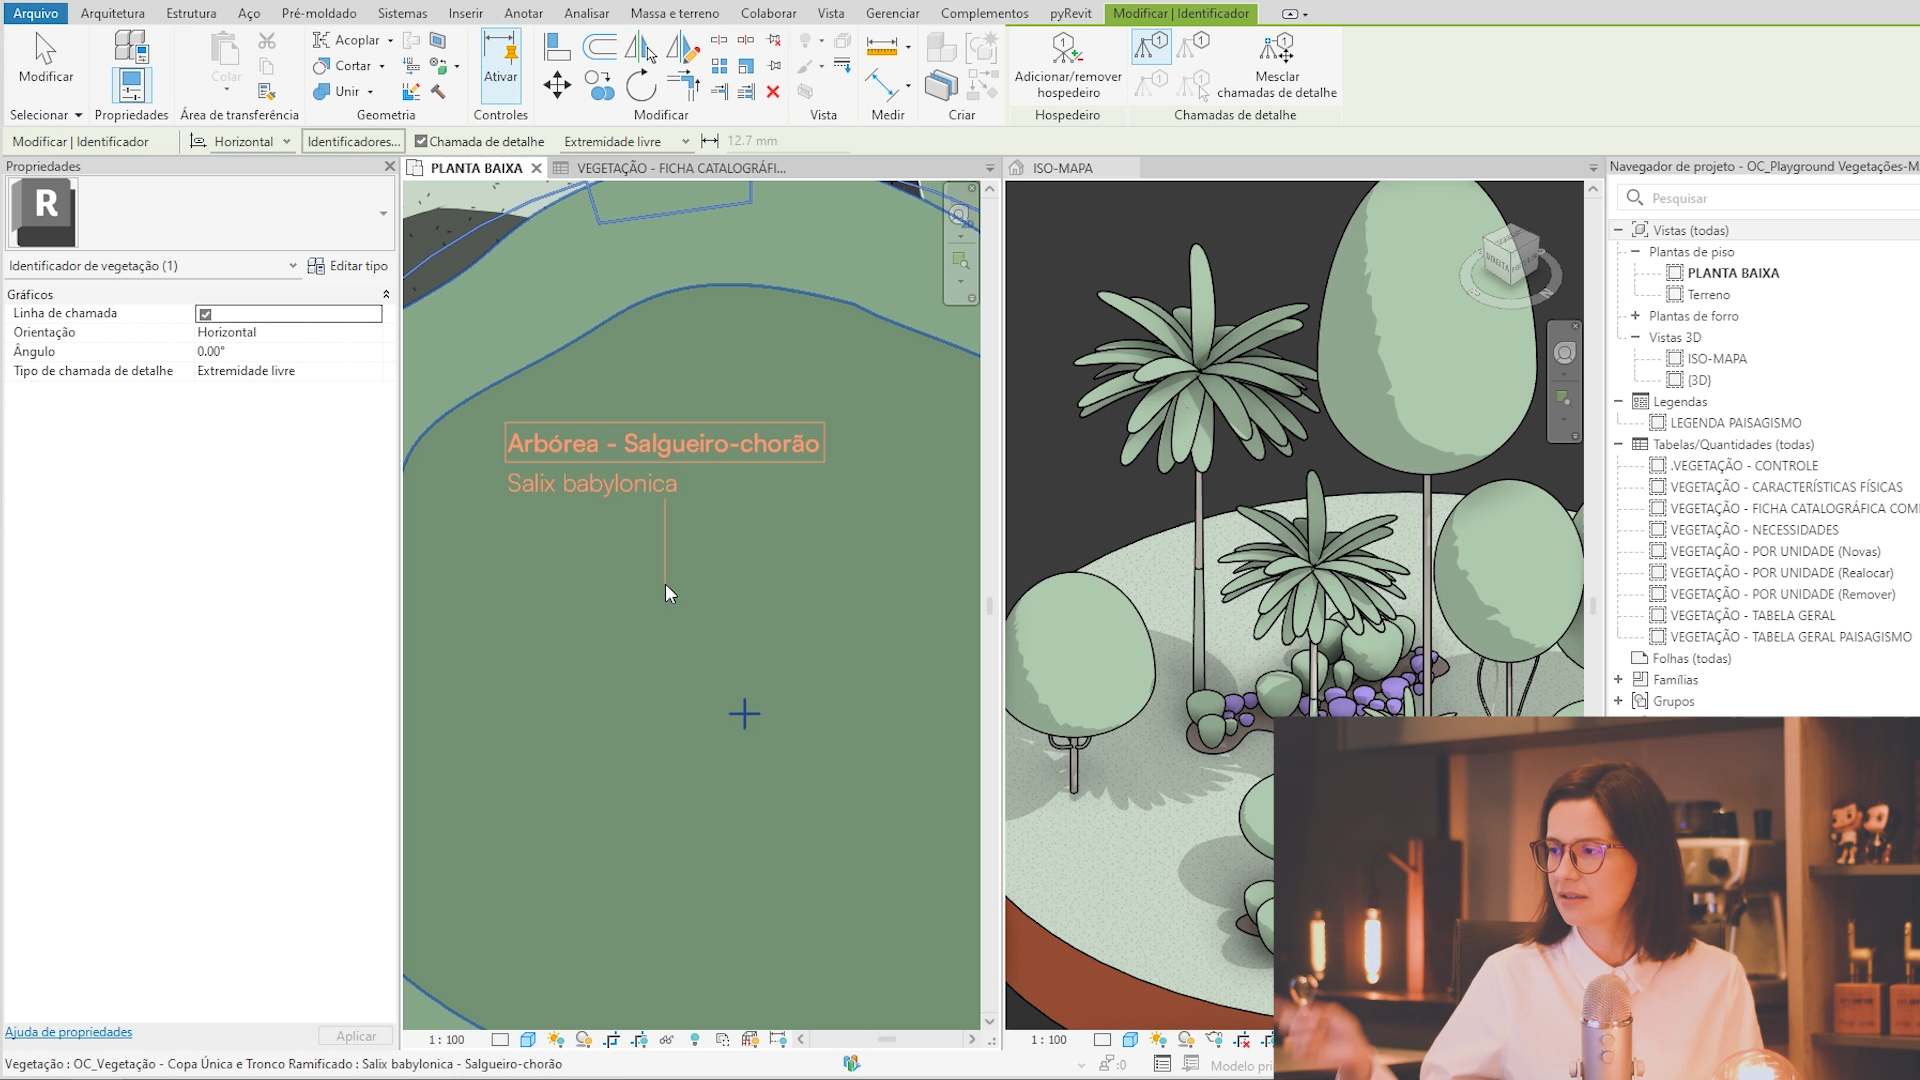 Arquivo Arquitetura Estrutura Aço Pré-moldado Sistemas Inserir Anotar Analisar Massa e terreno Colaborar Vista Gerenciar Complementos pyRevit Modificar | Identificador
Modificar
Colar
Acoplar
Cortar
Unir
Ativar
Adicionar/remover
hospedeiro
Mesclar
chamadas de detalhe
Selecionar Propriedades Área de transferência Geometria Controles Modificar Vista Medir Criar Hospedeiro Chamadas de detalhe
Modificar | Identificador Horizontal Identificadores... Chamada de detalhe Extremidade livre 12.7 mm
Propriedades
R
Identificador de vegetação (1) Editar tipo
Gráficos
Linha de chamada
Orientação Horizontal
Ângulo 0.00°
Tipo de chamada de detalhe Extremidade livre
Ajuda de propriedades Aplicar
PLANTA BAIXA VEGETAÇÃO - FICHA CATALOGRÁFI...
Arbórea - Salgueiro-chorão
Salix babylonica
1 : 100
ISO-MAPA
DIREITA
1 : 100
Navegador de projeto - OC_Playground Vegetações-M
Pesquisar
Vistas (todas)
Plantas de piso
PLANTA BAIXA
Terreno
Plantas de forro
Vistas 3D
ISO-MAPA
{3D}
Legendas
LEGENDA PAISAGISMO
Tabelas/Quantidades (todas)
.VEGETAÇÃO - CONTROLE
VEGETAÇÃO - CARACTERÍSTICAS FÍSICAS
VEGETAÇÃO - FICHA CATALOGRÁFICA COM
VEGETAÇÃO - NECESSIDADES
VEGETAÇÃO - POR UNIDADE (Novas)
VEGETAÇÃO - POR UNIDADE (Realocar)
VEGETAÇÃO - POR UNIDADE (Remover)
VEGETAÇÃO - TABELA GERAL
VEGETAÇÃO - TABELA GERAL PAISAGISMO
Folhas (todas)
Famílias
Grupos
Vegetação : OC_Vegetação - Copa Única e Tronco Ramificado : Salix babylonica - Salgueiro-chorão
:0
Modelo pri